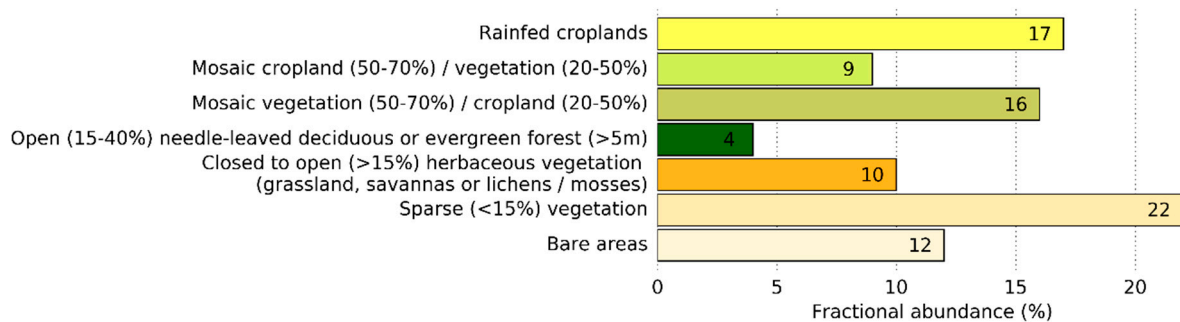 Rainfed croplands 17
Mosaic cropland (50-70%) / vegetation (20-50%) 9
Mosaic vegetation (50-70%) / cropland (20-50%) 16
Open (15-40%) needle-leaved deciduous or evergreen forest (>5m) 4
Closed to open (>15%) herbaceous vegetation
(grassland, savannas or lichens / mosses) 10
Sparse (<15%) vegetation 22
Bare areas 12
0 5 10 15 20
Fractional abundance (%)